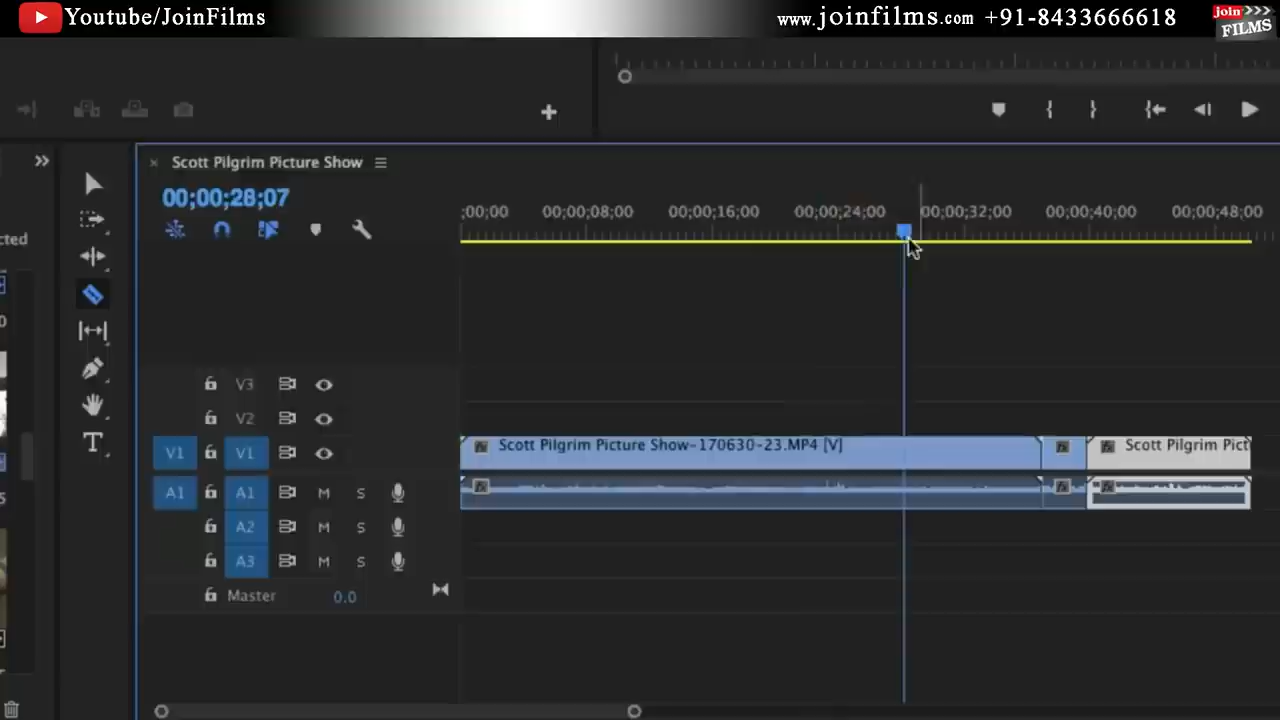 Youtube/JoinFilms
www.joinfilms.com +91-8433666618
join
FILMS
Scott Pilgrim Picture Show
00;00;28;07
;00;00 00;00;08;00 00;00;16;00 00;00;24;00 00;00;32;00 00;00;40;00 00;00;48;00
cted
T
V3
V2
V1 V1 Scott Pilgrim Picture Show-170630-23.MP4 [V] Scott Pilgrim Pict
A1 A1 M S
A2 M S
A3 M S
Master 0.0